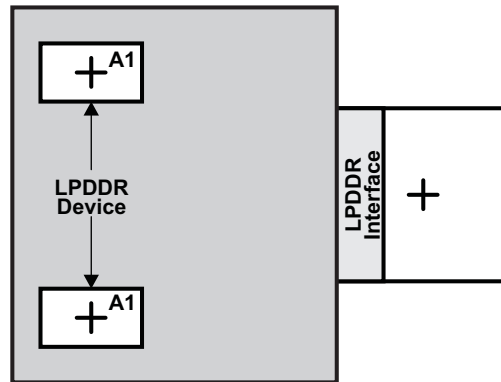 A1
LPDDR
Device
LPDDR
Interface
A1